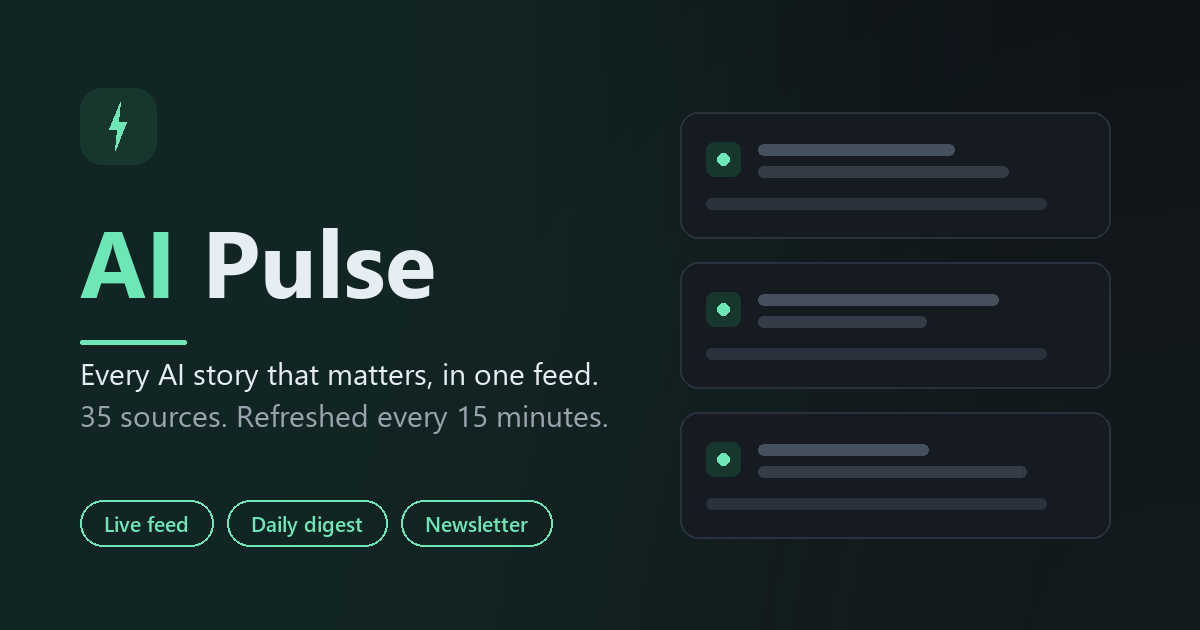 AI Pulse
Every AI story that matters, in one feed.
35 sources. Refreshed every 15 minutes.
Live feed
Daily digest
Newsletter